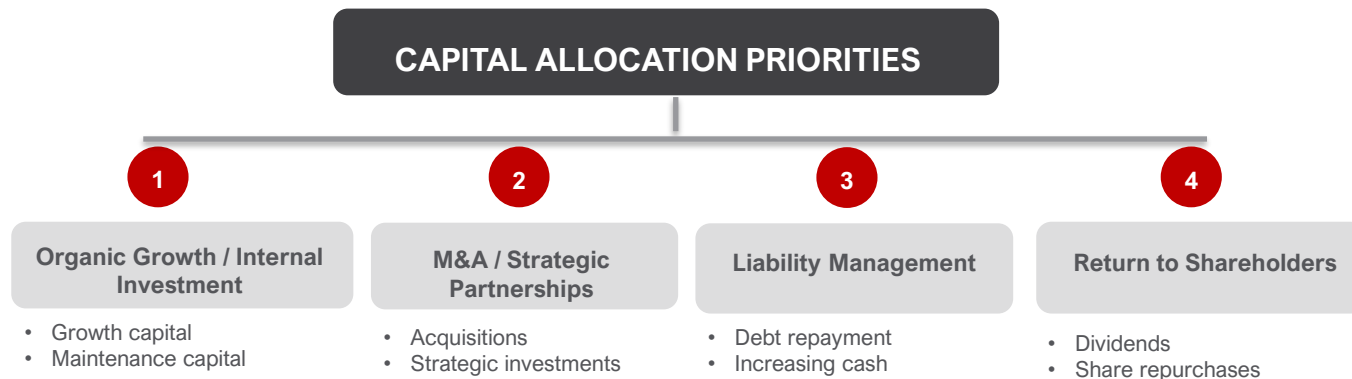 CAPITAL ALLOCATION PRIORITIES
1
Organic Growth / Internal
Investment
• Growth capital
• Maintenance capital
2
M&A / Strategic
Partnerships
• Acquisitions
• Strategic investments
3
Liability Management
• Debt repayment
• Increasing cash
4
Return to Shareholders
• Dividends
• Share repurchases